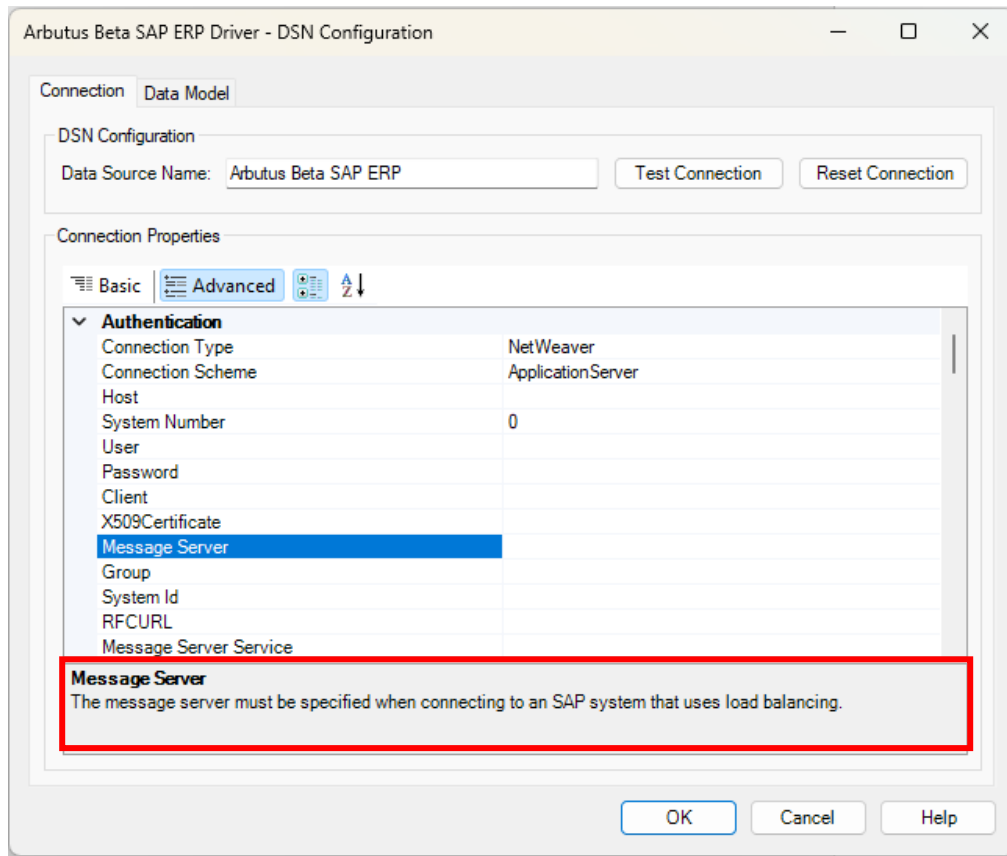 Arbutus Beta SAP ERP Driver - DSN Configuration
Connection Data Model
DSN Configuration
Data Source Name: Arbutus Beta SAP ERP Test Connection Reset Connection
Connection Properties
Basic Advanced
Authentication
Connection Type NetWeaver
Connection Scheme ApplicationServer
Host
System Number 0
User
Password
Client
X509Certificate
Message Server
Group
System Id
RFCURL
Message Server Service
Message Server
The message server must be specified when connecting to an SAP system that uses load balancing.
OK Cancel Help